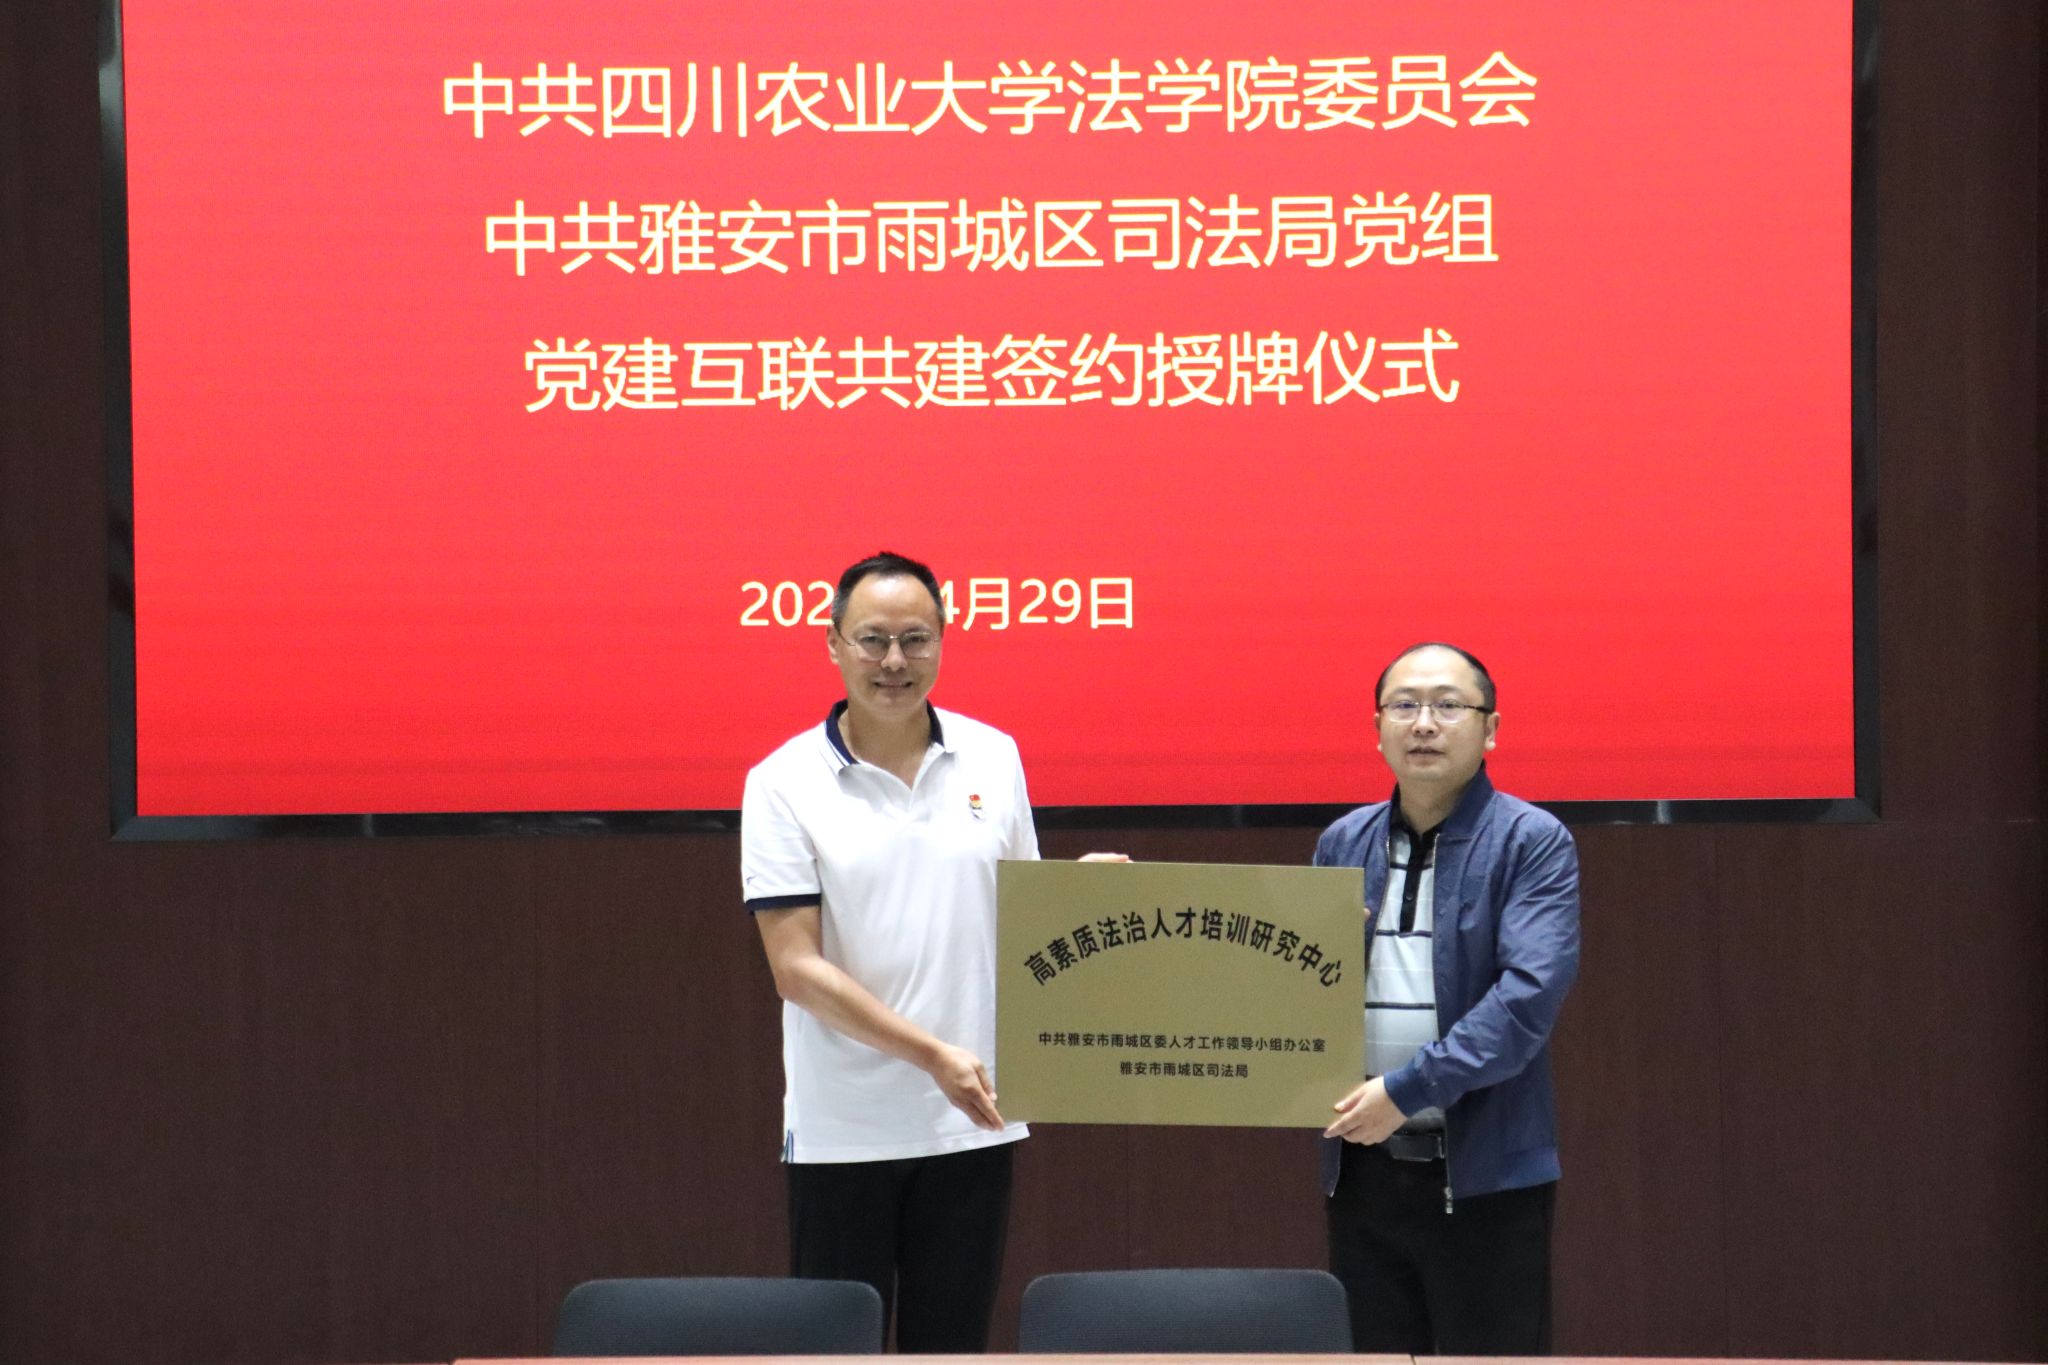 中共四川农业大学法学院委员会
中共雅安市雨城区司法局党组
党建互联共建签约授牌仪式
202 4月29日
高素质法治人才培训研究中心
中共雅安市雨城区委人才工作领导小组办公室
雅安市雨城区司法局